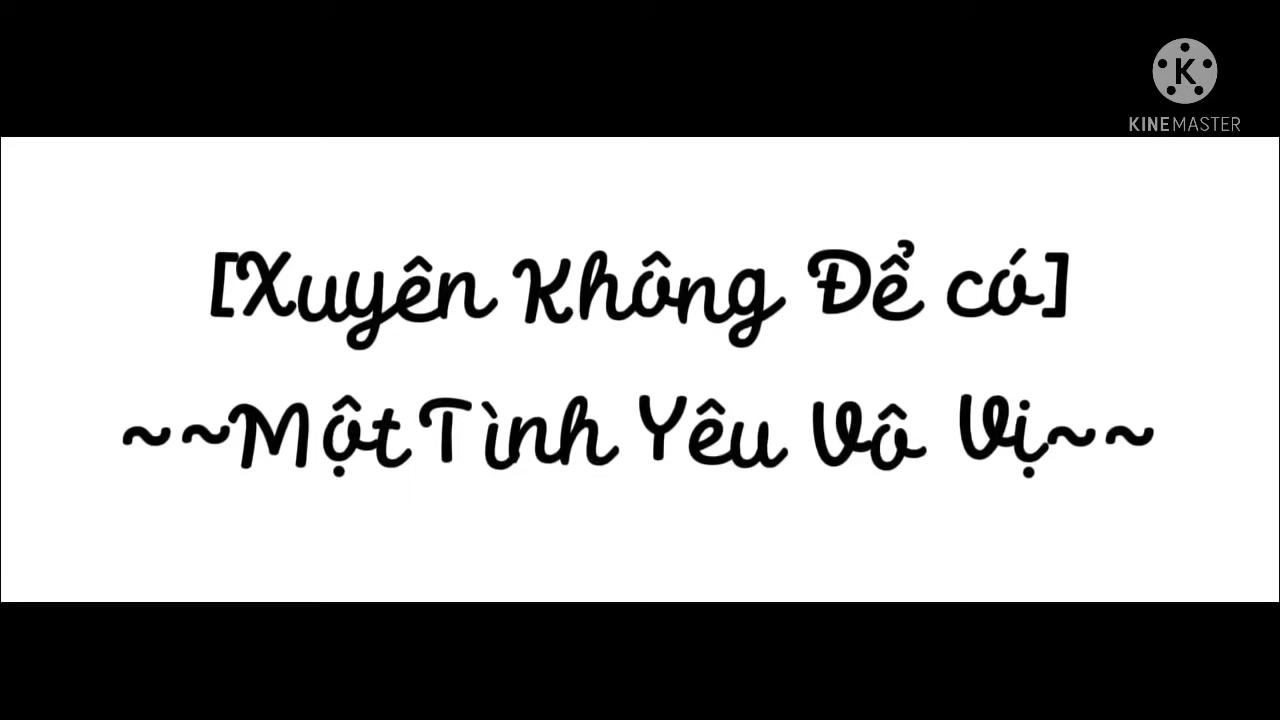 K
KINEMASTER
[Xuyên Không Để có]
~~Một Tình Yêu Vô Vị~~